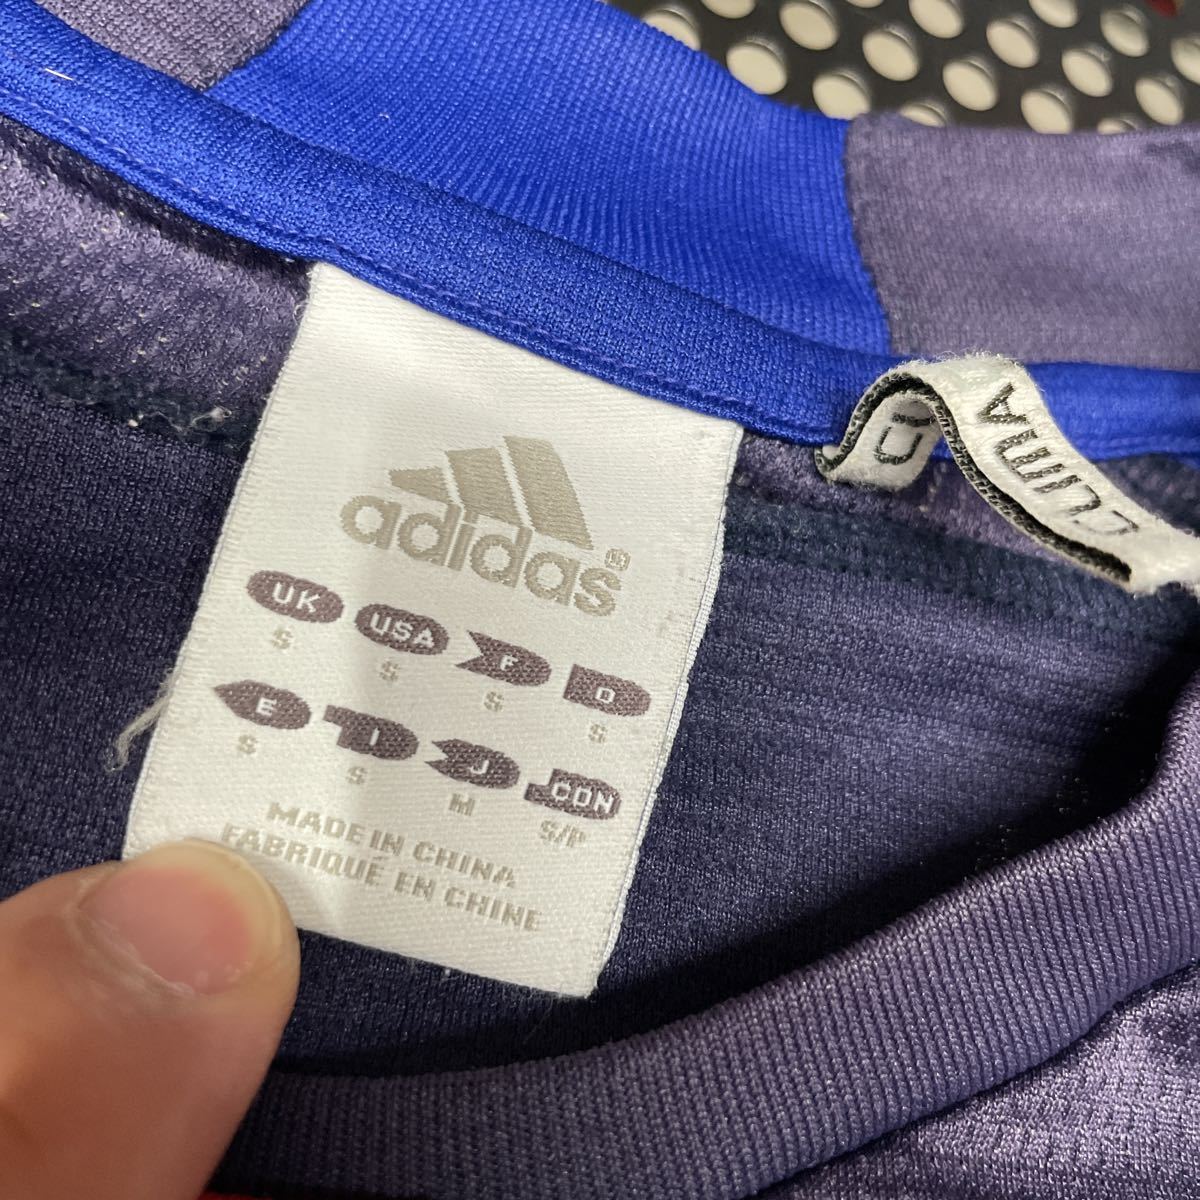 adidas®
UK USA F D
S S S S
E I J CON
S S M S/P
MADE IN CHINA
FABRIQUÉ EN CHINE
CLIMA